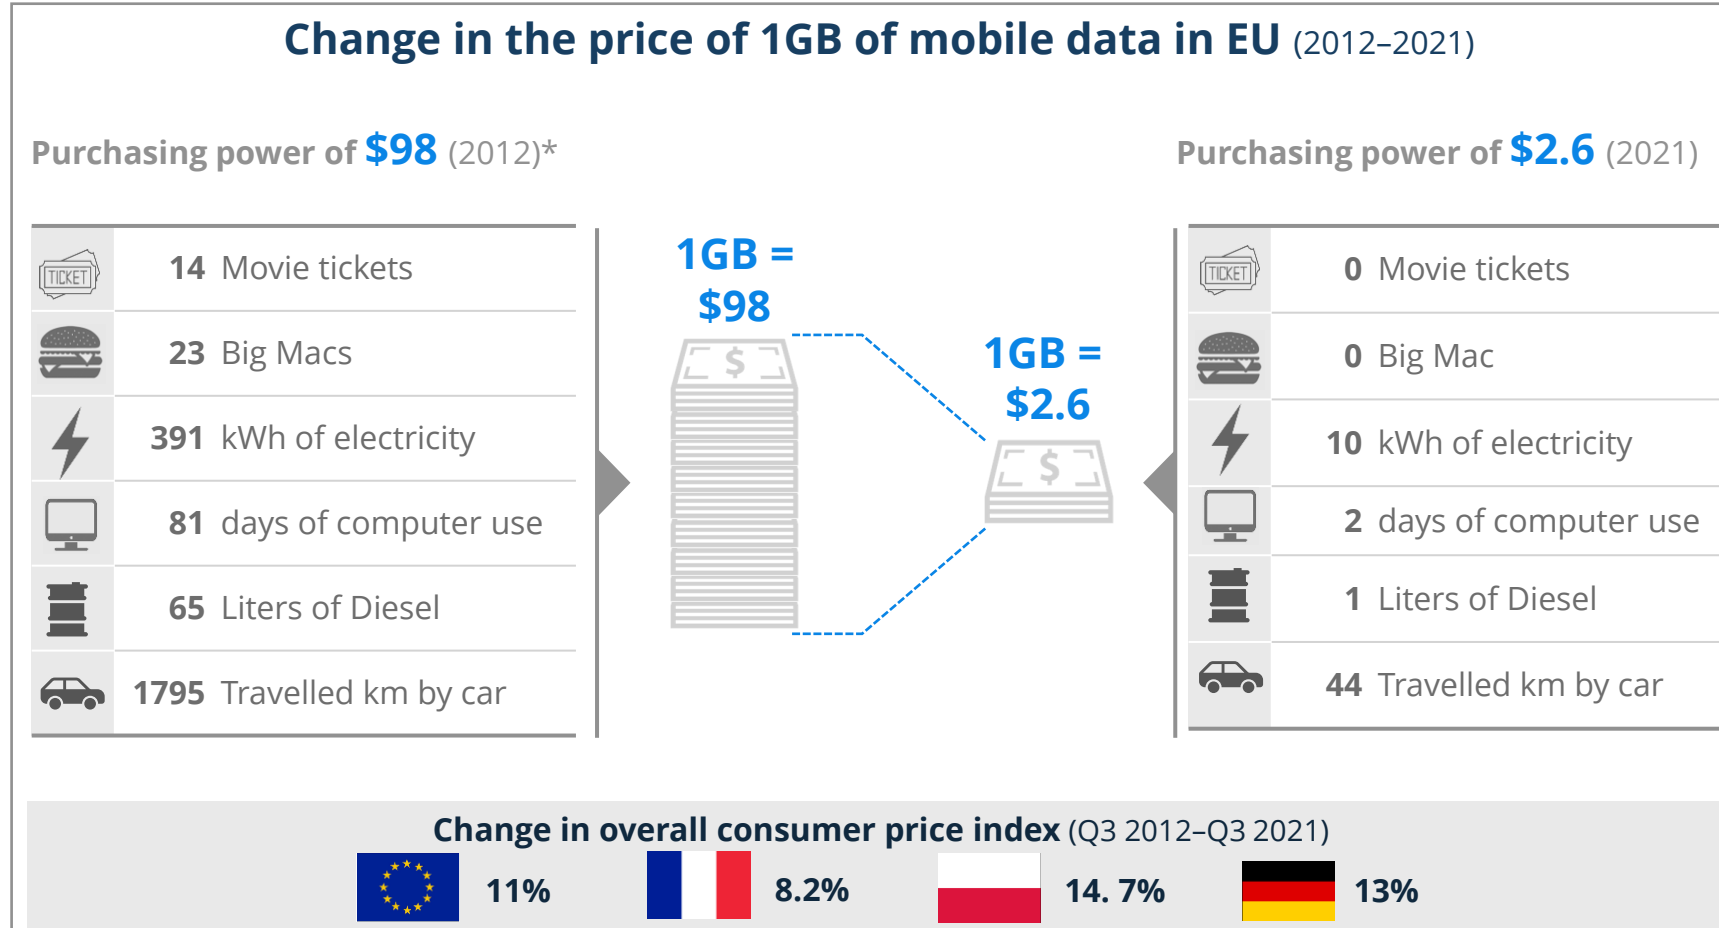 Change in the price of 1GB of mobile data in EU (2012–2021)
Purchasing power of $98 (2012)*
TICKET
14 Movie tickets
23 Big Macs
391 kWh of electricity
81 days of computer use
65 Liters of Diesel
1795 Travelled km by car
1GB =
$98
$
1GB =
$2.6
$
Purchasing power of $2.6 (2021)
TICKET
0 Movie tickets
0 Big Mac
10 kWh of electricity
2 days of computer use
1 Liters of Diesel
44 Travelled km by car
Change in overall consumer price index (Q3 2012–Q3 2021)
11% 8.2% 14. 7% 13%